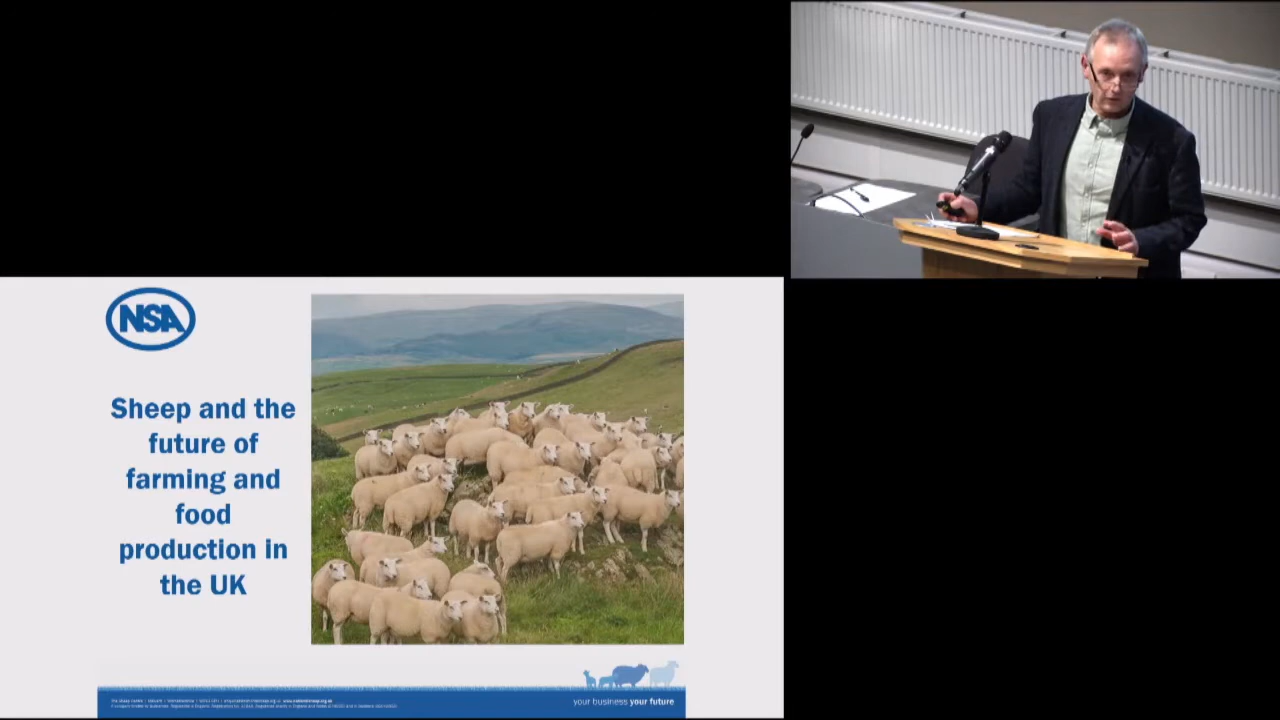 NSA
Sheep and the
future of
farming and
food
production in
the UK
your business your future